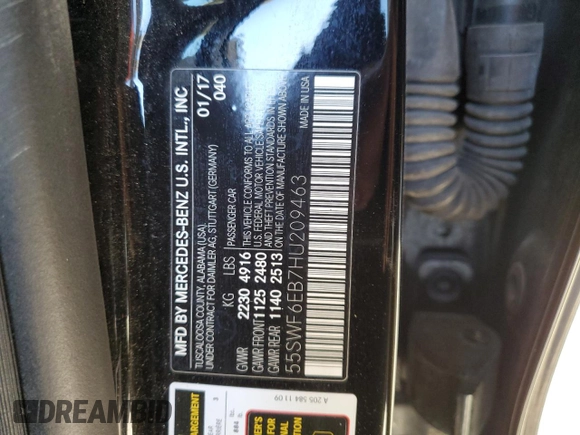 MFD BY MERCEDES-BENZ U.S. INTL., INC
TUSCALOOSA COUNTY, ALABAMA (USA)
UNDER CONTRACT FOR DAIMLER AG, STUTTGART (GERMANY)
01/17
040
KG LBS PASSENGER CAR
GVWR 2230 4916 THIS VEHICLE CONFORMS TO ALL
GAWR FRONT 1125 2480 U.S. FEDERAL MOTOR VEHICLE
GAWR REAR 1140 2513 AND THEFT PREVENTION STANDARDS
ON THE DATE OF MANUFACTURE SHOWN
MADE IN USA
55SWF6EB7HU209463
A 205 584 11 09
DREAMBID